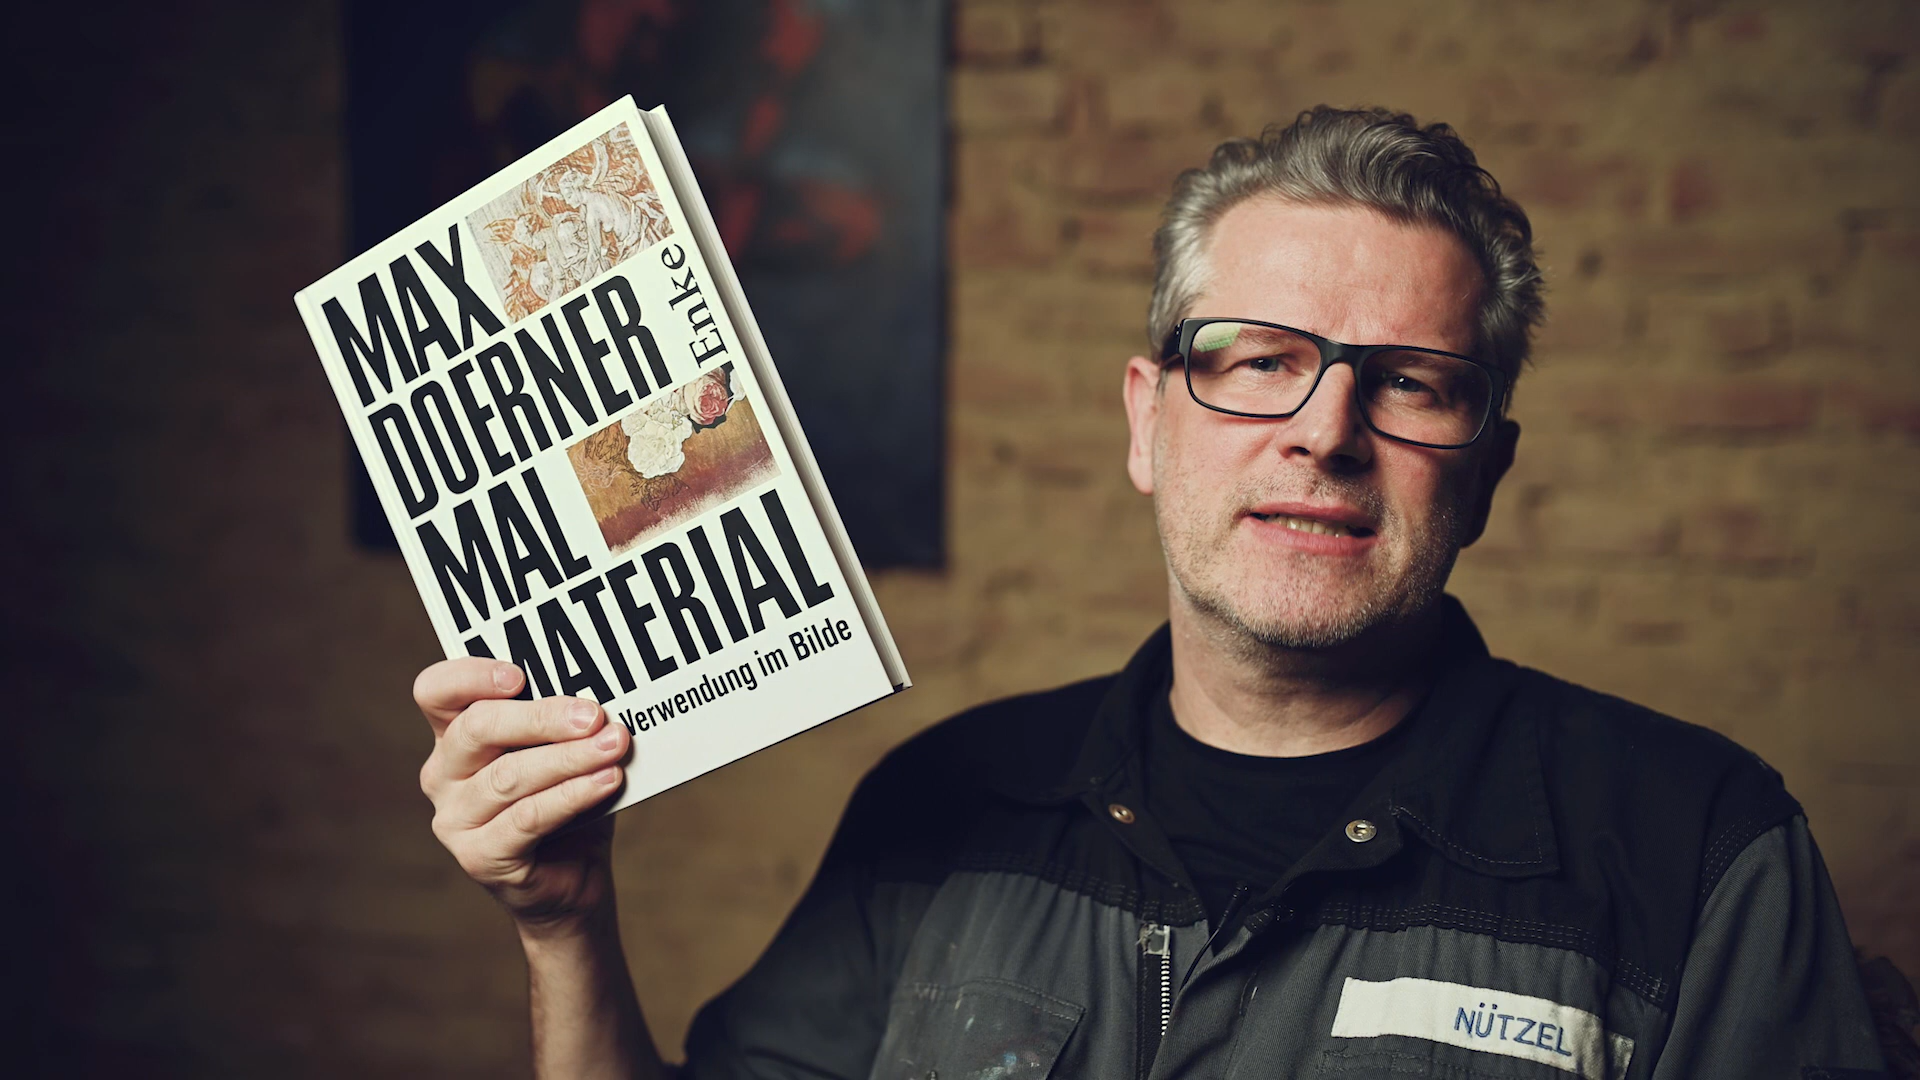 MAX
DOERNER
MAL
MATERIAL
Verwendung im Bilde
Enke
NÜTZEL